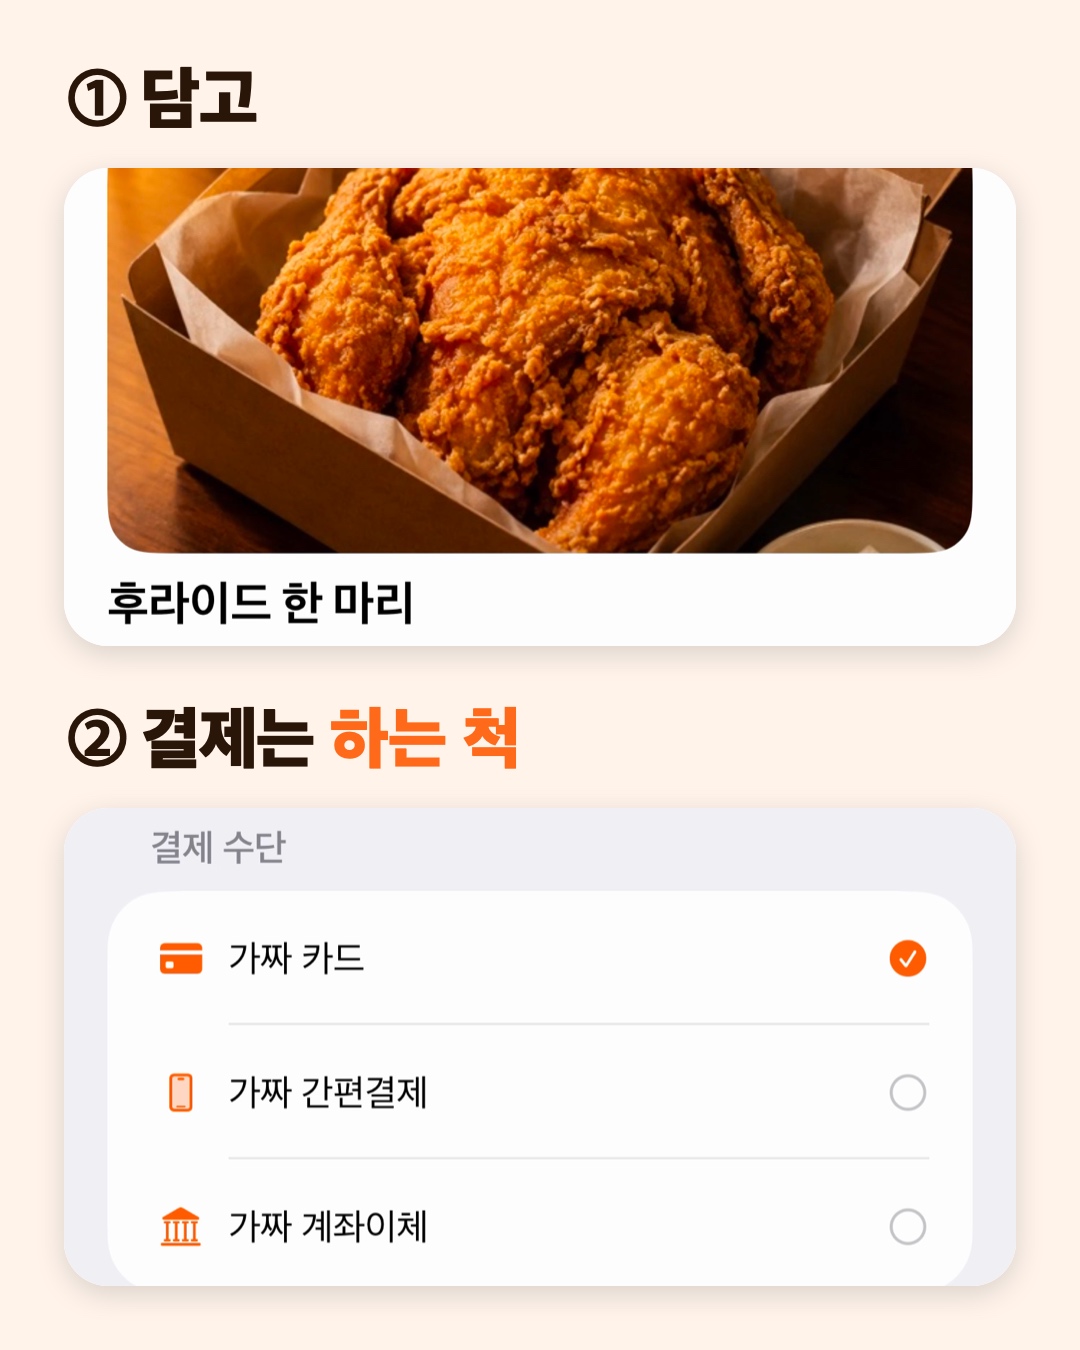 ① 담고
후라이드 한 마리
② 결제는 하는 척
결제 수단
가짜 카드
가짜 간편결제
가짜 계좌이체